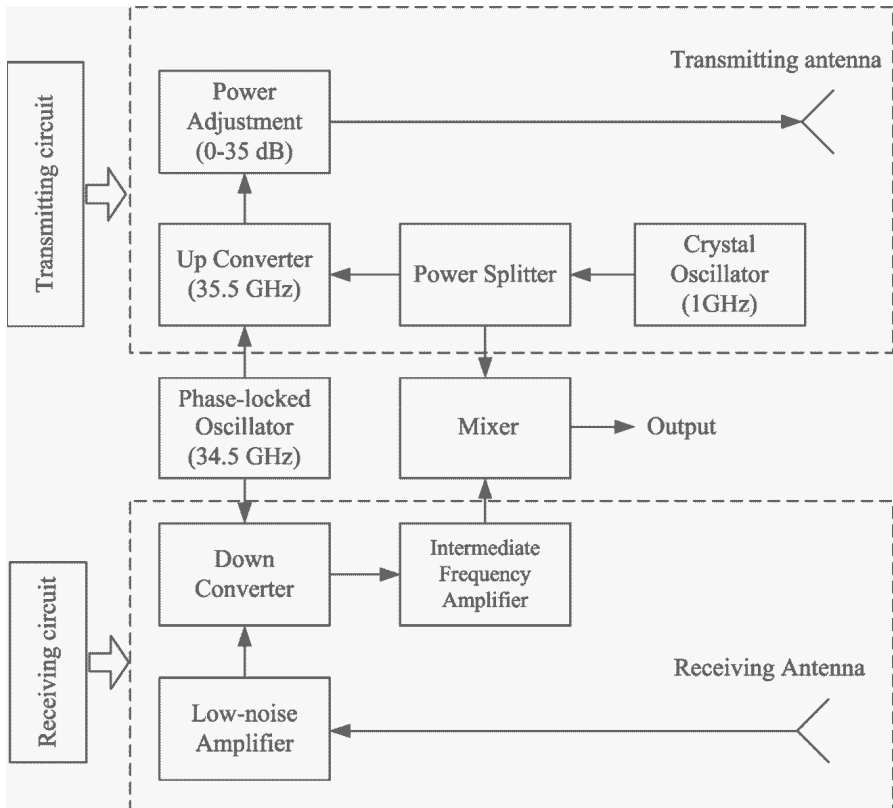 Transmitting circuit
Transmitting antenna
Power
Adjustment
(0-35 dB)
Up Converter
(35.5 GHz)
Power Splitter
Crystal
Oscillator
(1GHz)
Phase-locked
Oscillator
(34.5 GHz)
Mixer
Output
Receiving circuit
Down
Converter
Intermediate
Frequency
Amplifier
Receiving Antenna
Low-noise
Amplifier